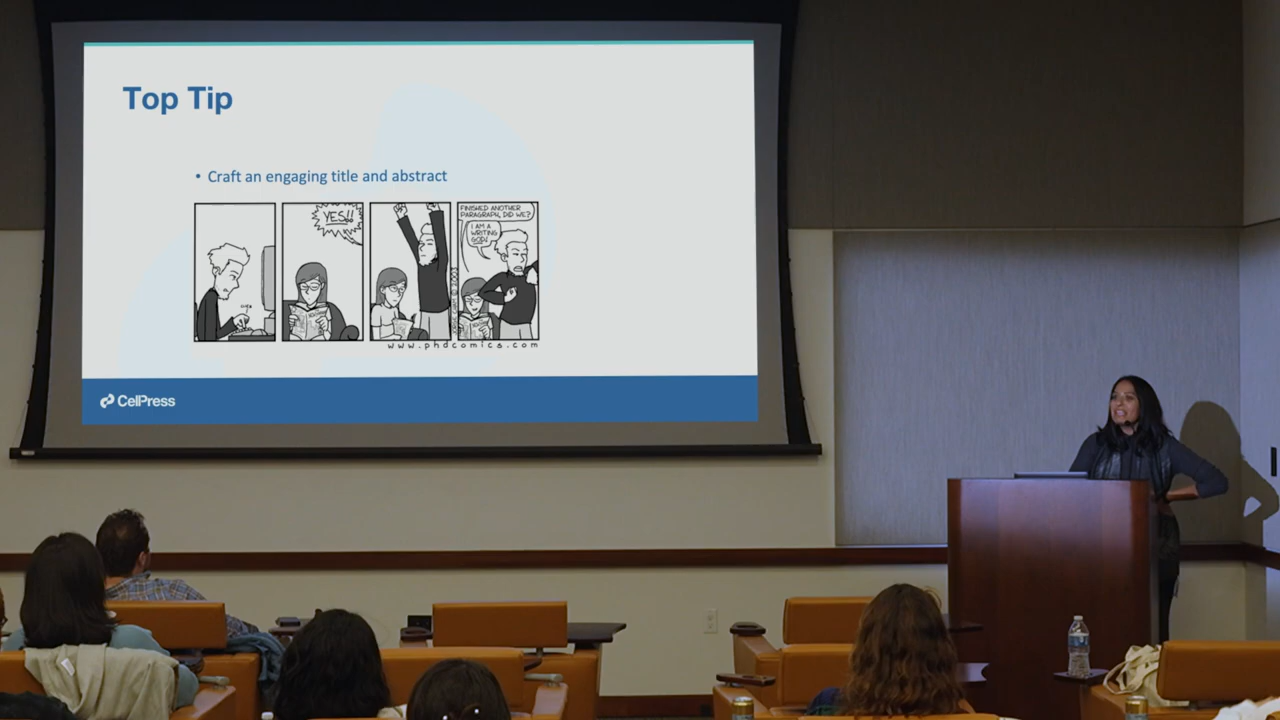 Top Tip
• Craft an engaging title and abstract
YES!!
FINISHED ANOTHER
PARAGRAPH, DID WE?
I AM A
WRITING
GOD!
www.phdcomics.com
CellPress